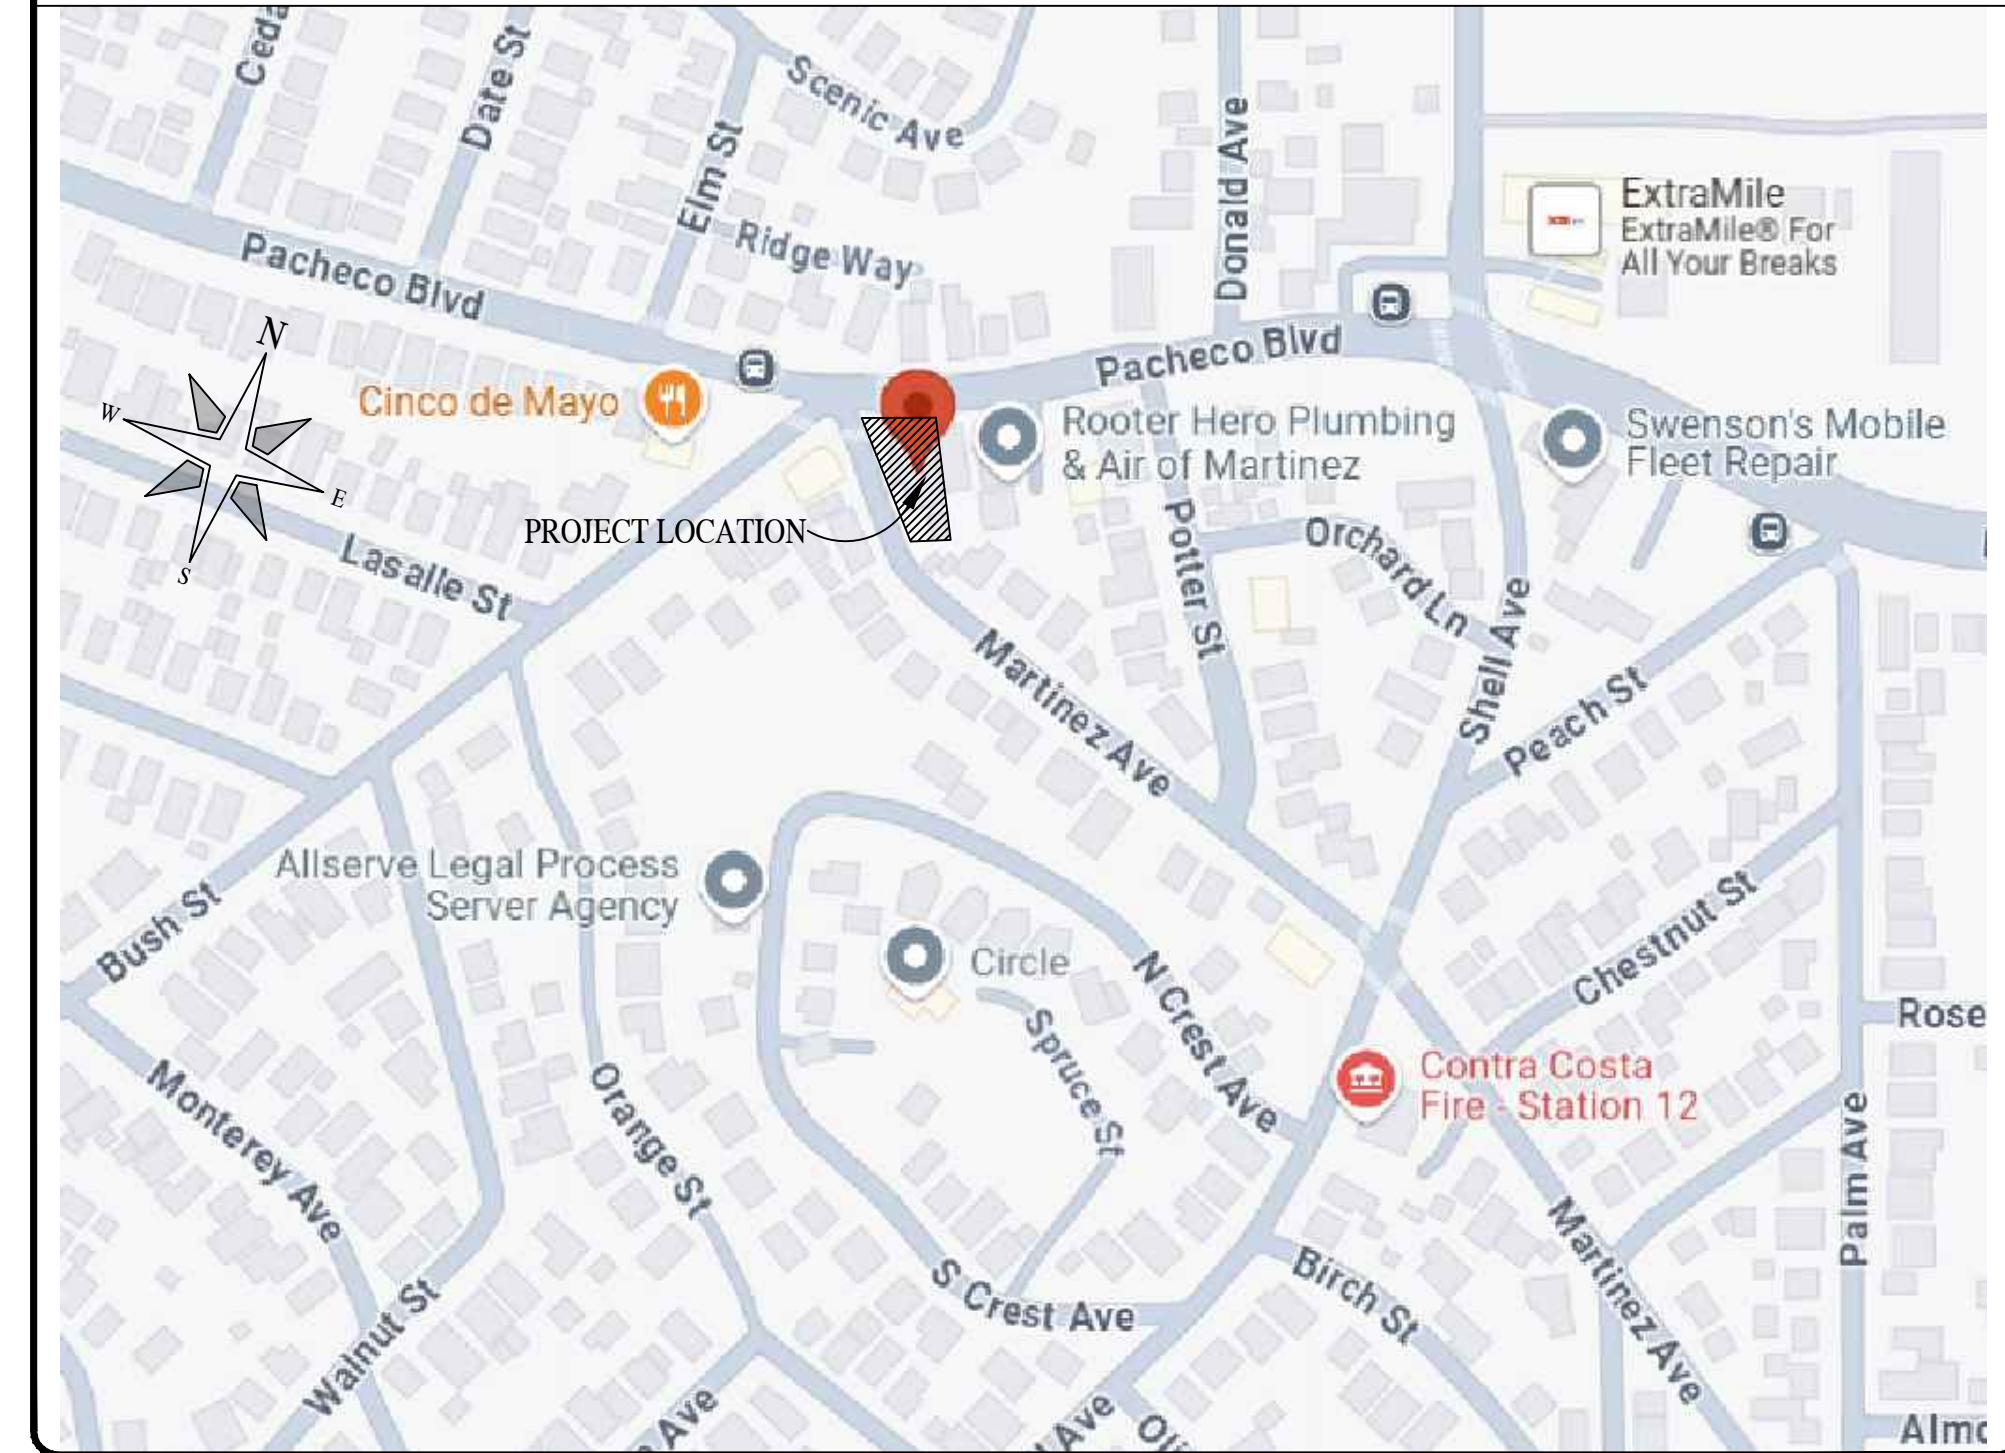 Ceda
Date St
Elm St
Scenic Ave
Donald Ave
Ridge Way
ExtraMile
ExtraMile® For
All Your Breaks
Pacheco Blvd
Pacheco Blvd
N
W
E
S
Cinco de Mayo
Rooter Hero Plumbing
& Air of Martinez
Swenson's Mobile
Fleet Repair
PROJECT LOCATION
Lasalle St
Potter St
Orchard Ln
Shell Ave
Martinez Ave
Peach St
Allserve Legal Process
Server Agency
Bush St
Circle
N Crest Ave
Chestnut St
Rose
Spruce St
Monterey Ave
Orange St
Contra Costa
Fire - Station 12
Palm Ave
S Crest Ave
Birch St
Martinez Ave
Walnut St
Ave
Ave